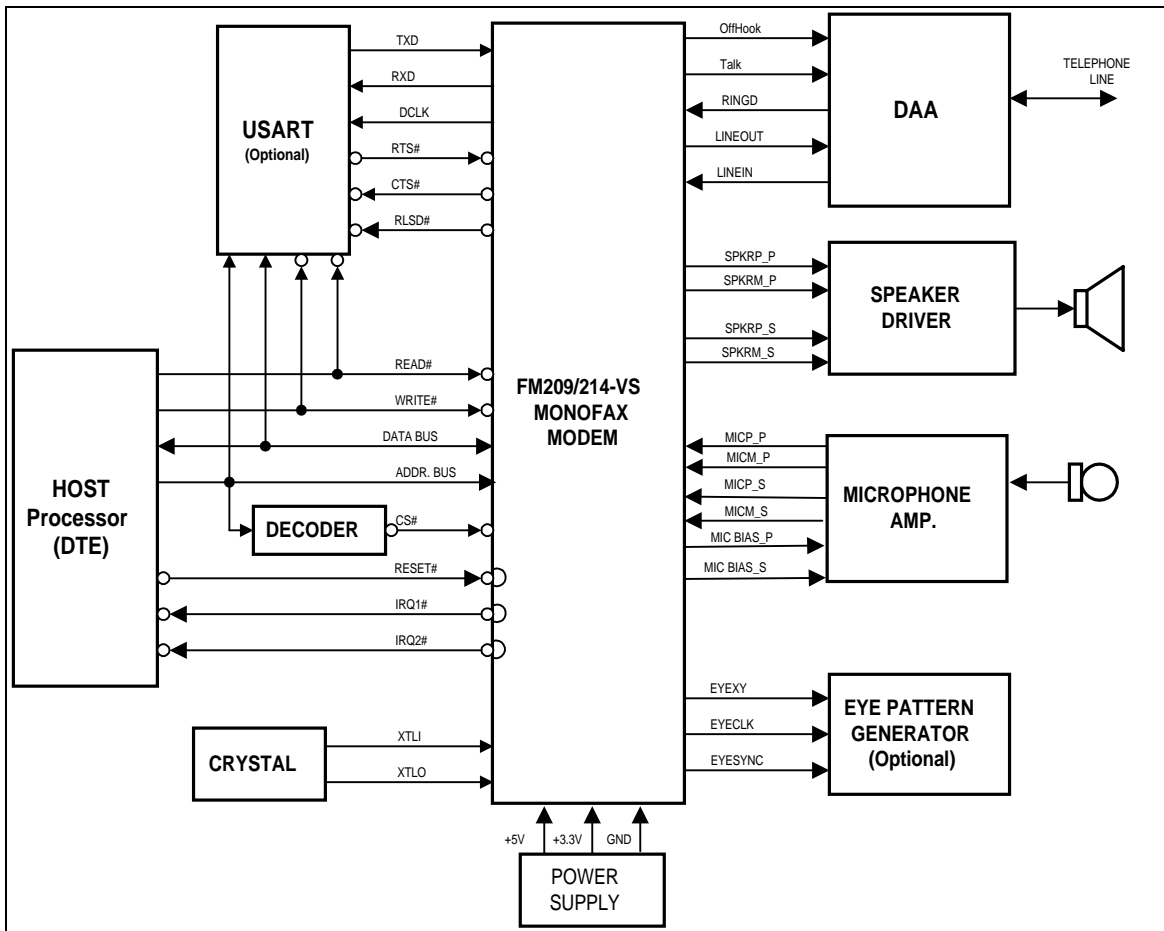 TXD
RXD
DCLK
RTS#
CTS#
RLSD#
USART
(Optional)
OffHook
Talk
RINGD
LINEOUT
LINEIN
DAA
TELEPHONE
LINE
SPKRP_P
SPKRM_P
SPKRP_S
SPKRM_S
SPEAKER
DRIVER
HOST
Processor
(DTE)
READ#
WRITE#
DATA BUS
ADDR. BUS
DECODER
CS#
RESET#
IRQ1#
IRQ2#
FM209/214-VS
MONOFAX
MODEM
MICP_P
MICM_P
MICP_S
MICM_S
MIC BIAS_P
MIC BIAS_S
MICROPHONE
AMP.
CRYSTAL
XTLI
XTLO
EYEXY
EYECLK
EYESYNC
EYE PATTERN
GENERATOR
(Optional)
+5V
+3.3V
GND
POWER
SUPPLY